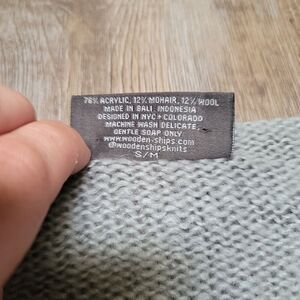 76% ACRYLIC, 12% MOHAIR, 12% WOOL
MADE IN BALI, INDONESIA
DESIGNED IN NYC + COLORADO
MACHINE WASH DELICATE,
GENTLE SOAP ONLY
www.wooden-ships.com
@woodenshipsknits
S/M